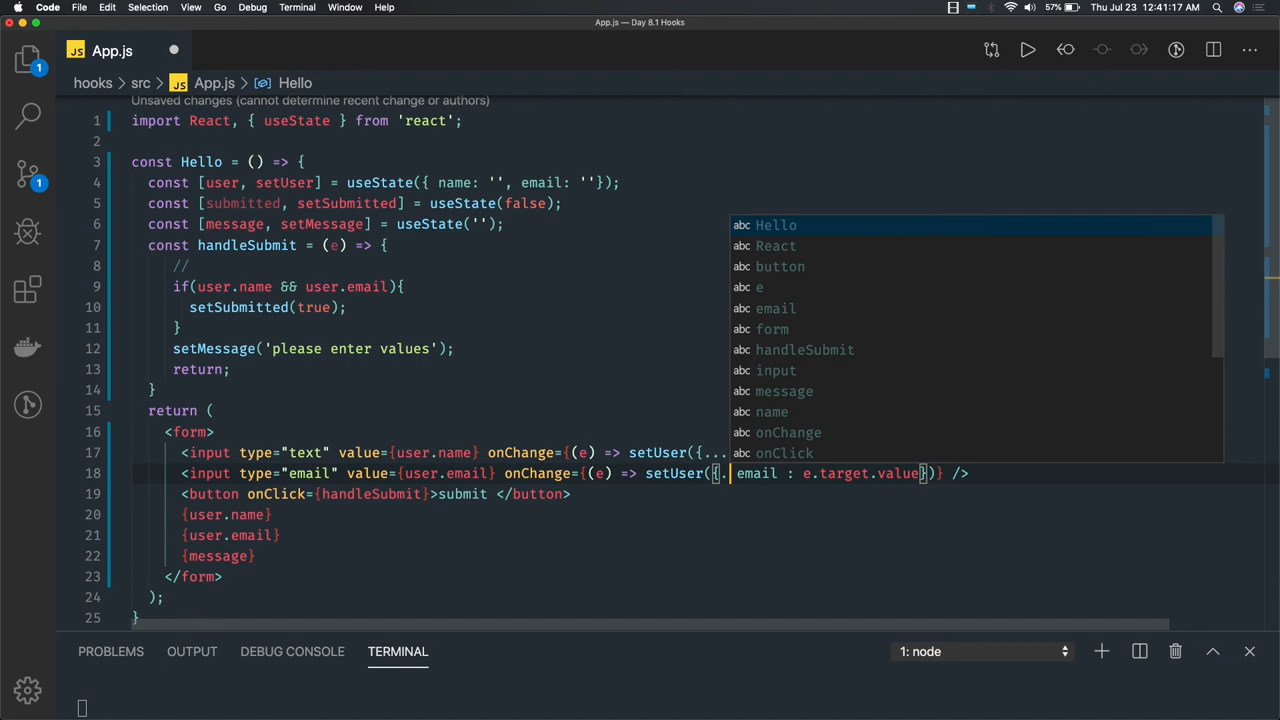 Code File Edit Selection View Go Debug Terminal Window Help 57% Thu Jul 23 12:41:17 AM
App.js — Day 8.1 Hooks
JS App.js
hooks > src > JS App.js > Hello
Unsaved changes (cannot determine recent change or authors)
1 import React, { useState } from 'react';
2
3 const Hello = () => {
4 const [user, setUser] = useState({ name: '', email: ''});
5 const [submitted, setSubmitted] = useState(false);
6 const [message, setMessage] = useState('');
7 const handleSubmit = (e) => {
8 //
9 if(user.name && user.email){
10 setSubmitted(true);
11 }
12 setMessage('please enter values');
13 return;
14 }
15 return (
16 <form>
17 <input type="text" value={user.name} onChange={(e) => setUser({...
18 <input type="email" value={user.email} onChange={(e) => setUser({. email : e.target.value})} />
19 <button onClick={handleSubmit}>submit </button>
20 {user.name}
21 {user.email}
22 {message}
23 </form>
24 );
25 }
abc Hello
abc React
abc button
abc e
abc email
abc form
abc handleSubmit
abc input
abc message
abc name
abc onChange
abc onClick
1
1
PROBLEMS OUTPUT DEBUG CONSOLE TERMINAL 1: node